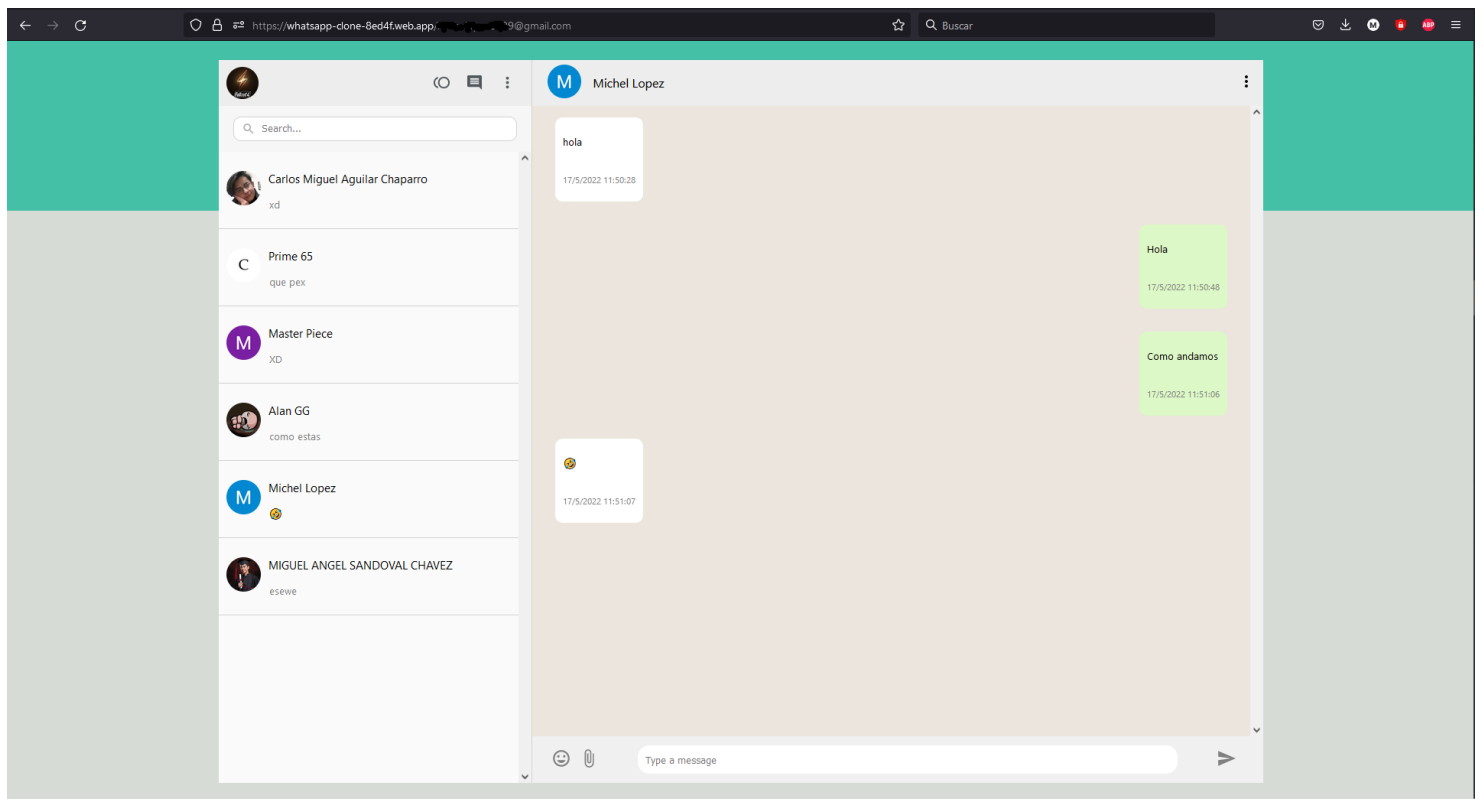 https://whatsapp-clone-8ed4f.web.app/ 9@gmail.com
Buscar
M
ABP
Search...
Carlos Miguel Aguilar Chaparro
xd
C
Prime 65
que pex
M
Master Piece
XD
Alan GG
como estas
M
Michel Lopez
🤣
MIGUEL ANGEL SANDOVAL CHAVEZ
esewe
M
Michel Lopez
hola
17/5/2022 11:50:28
Hola
17/5/2022 11:50:48
Como andamos
17/5/2022 11:51:06
🤣
17/5/2022 11:51:07
Type a message